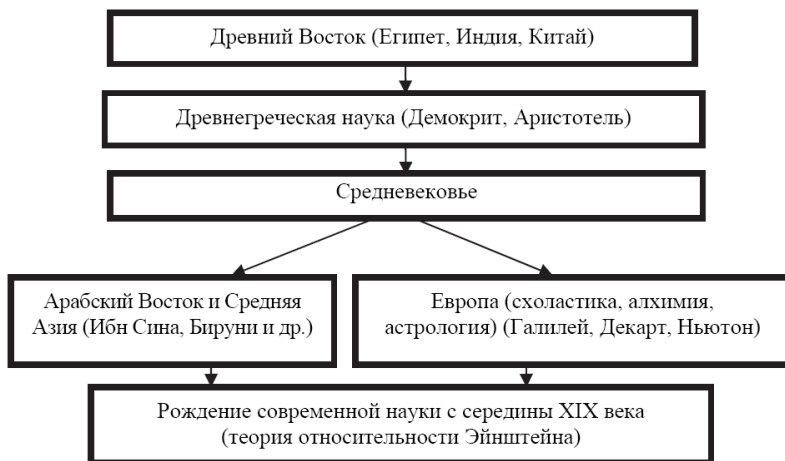 Древний Восток (Египет, Индия, Китай)
Древнегреческая наука (Демокрит, Аристотель)
Средневековье
Арабский Восток и Средняя
Азия (Ибн Сина, Бируни и др.)
Европа (схоластика, алхимия,
астрология) (Галилей, Декарт, Ньютон)
Рождение современной науки с середины XIX века
(теория относительности Эйнштейна)